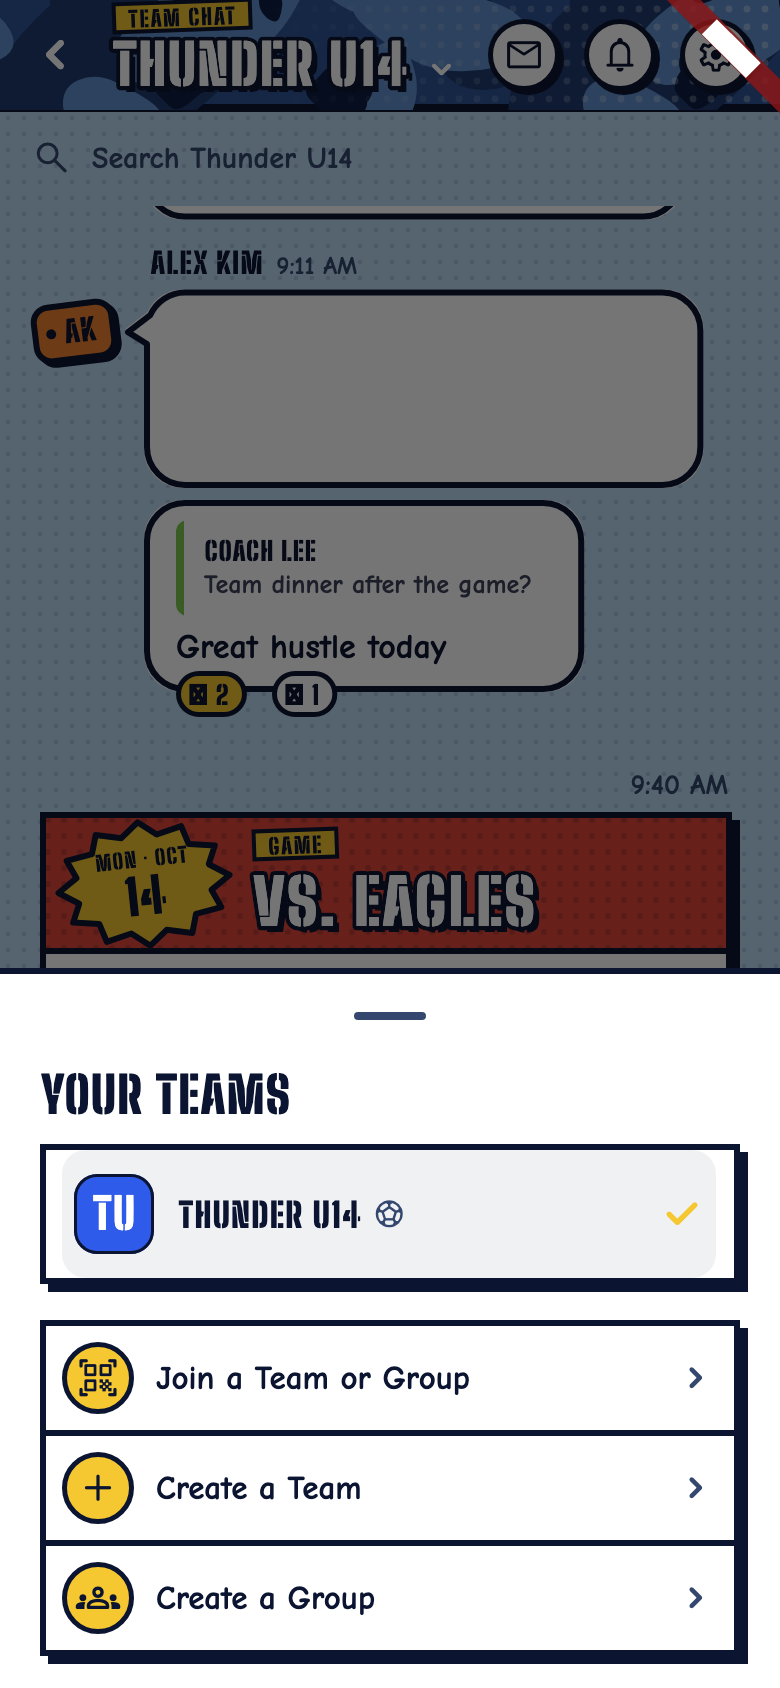 TEAM CHAT
THUNDER U14
Search Thunder U14
ALEX KIM 9:11 AM
AK
COACH LEE
Team dinner after the game?
Great hustle today
2 1
9:40 AM
MON · OCT
14
GAME
VS. EAGLES
YOUR TEAMS
TU THUNDER U14
Join a Team or Group
Create a Team
Create a Group